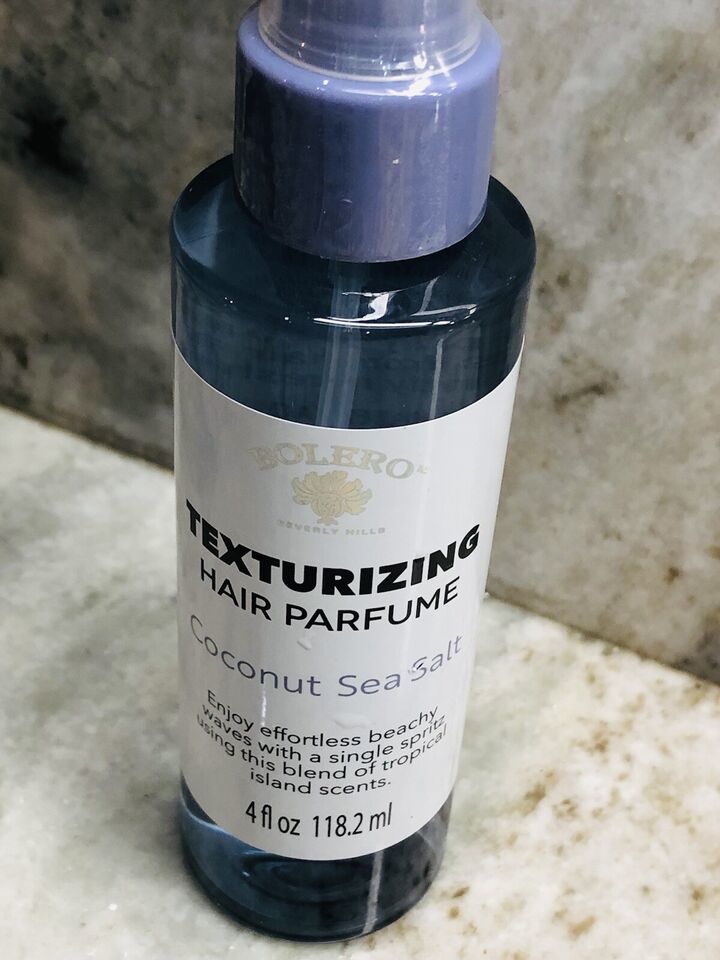 BOLERO
BEVERLY HILLS
TEXTURIZING
HAIR PARFUME
Coconut Sea Salt
Enjoy effortless beachy
waves with a single spritz
using this blend of tropical
island scents.
4 fl oz 118.2 ml